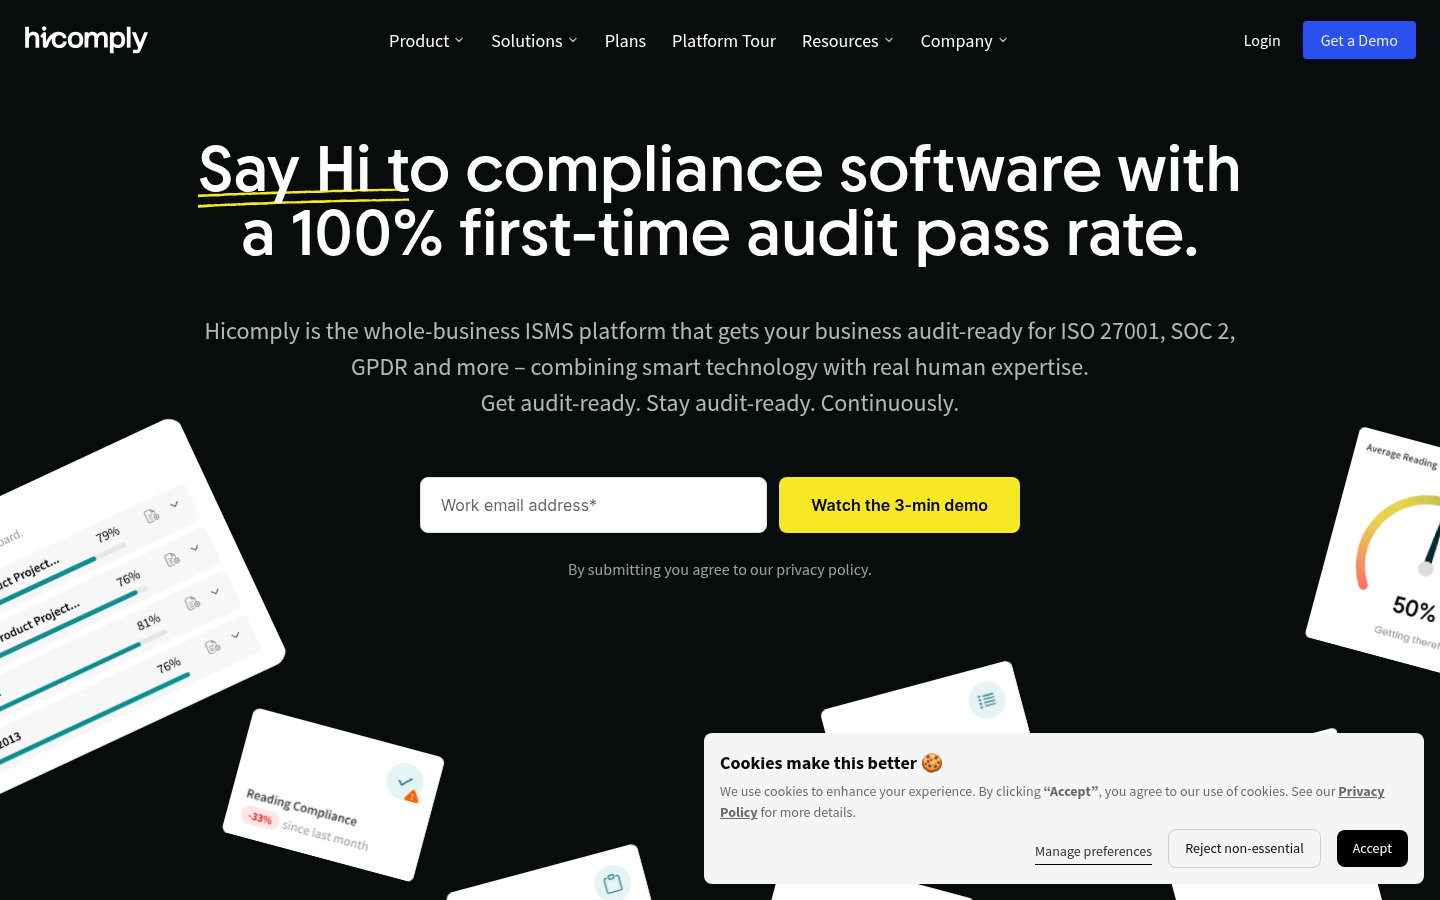 hicomply
Product
Solutions
Plans
Platform Tour
Resources
Company
Login
Get a Demo
Say Hi to compliance software with
a 100% first-time audit pass rate.
Hicomply is the whole-business ISMS platform that gets your business audit-ready for ISO 27001, SOC 2,
GPDR and more – combining smart technology with real human expertise.
Get audit-ready. Stay audit-ready. Continuously.
Work email address*
Watch the 3-min demo
By submitting you agree to our privacy policy.
79%
Project...
76%
Project...
81%
76%
2013
Reading Compliance
-33% since last month
Average Reading
50%
Getting there!
Cookies make this better 🍪
We use cookies to enhance your experience. By clicking “Accept”, you agree to our use of cookies. See our Privacy
Policy for more details.
Manage preferences
Reject non-essential
Accept